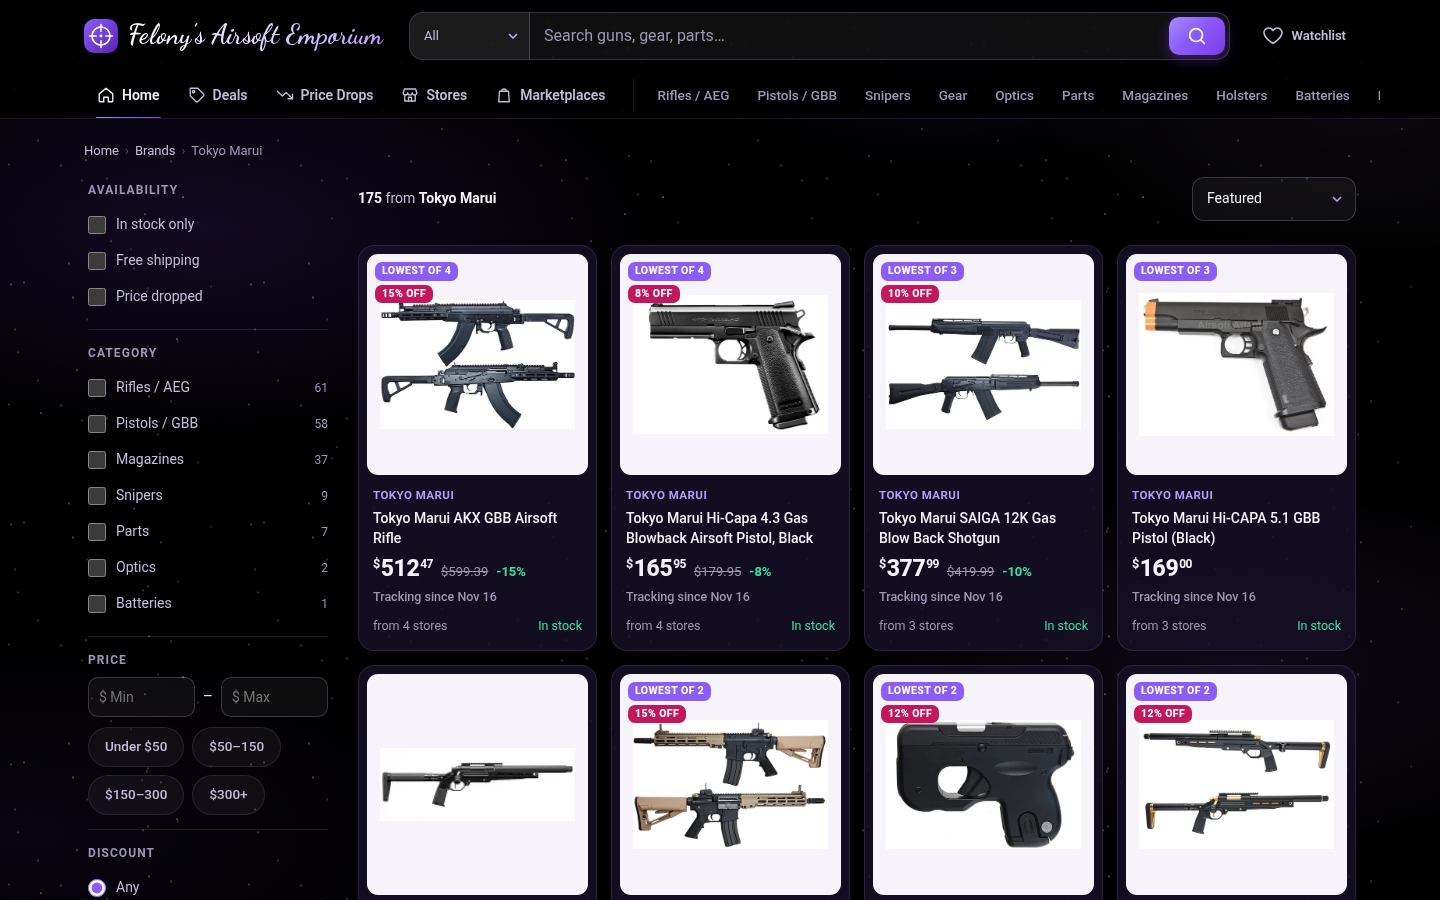 Felony's Airsoft Emporium
All
Search guns, gear, parts...
Watchlist
Home
Deals
Price Drops
Stores
Marketplaces
Rifles / AEG
Pistols / GBB
Snipers
Gear
Optics
Parts
Magazines
Holsters
Batteries
Home › Brands › Tokyo Marui
AVAILABILITY
In stock only
Free shipping
Price dropped
CATEGORY
Rifles / AEG 61
Pistols / GBB 58
Magazines 37
Snipers 9
Parts 7
Optics 2
Batteries 1
PRICE
$ Min – $ Max
Under $50
$50–150
$150–300
$300+
DISCOUNT
Any
175 from Tokyo Marui
Featured
LOWEST OF 4
15% OFF
TOKYO MARUI
Tokyo Marui AKX GBB Airsoft
Rifle
$512 47 $599.39 -15%
Tracking since Nov 16
from 4 stores In stock
LOWEST OF 4
8% OFF
TOKYO MARUI
Tokyo Marui Hi-Capa 4.3 Gas
Blowback Airsoft Pistol, Black
$165 95 $179.95 -8%
Tracking since Nov 16
from 4 stores In stock
LOWEST OF 3
10% OFF
TOKYO MARUI
Tokyo Marui SAIGA 12K Gas
Blow Back Shotgun
$377 99 $419.99 -10%
Tracking since Nov 16
from 3 stores In stock
LOWEST OF 3
TOKYO MARUI
Tokyo Marui Hi-CAPA 5.1 GBB
Pistol (Black)
$169 00
Tracking since Nov 16
from 3 stores In stock
LOWEST OF 2
15% OFF
LOWEST OF 2
12% OFF
LOWEST OF 2
12% OFF